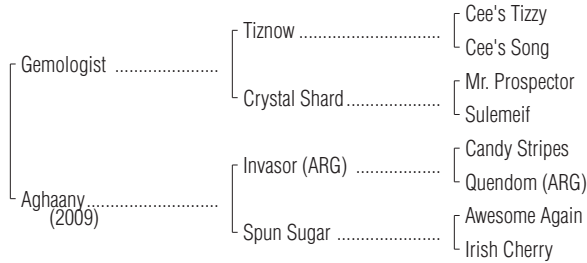 Cee's Tizzy
Tiznow
Cee's Song
Gemologist
Mr. Prospector
Crystal Shard
Sulemeif
Candy Stripes
Invasor (ARG)
Quendom (ARG)
Aghaany
(2009)
Awesome Again
Spun Sugar
Irish Cherry